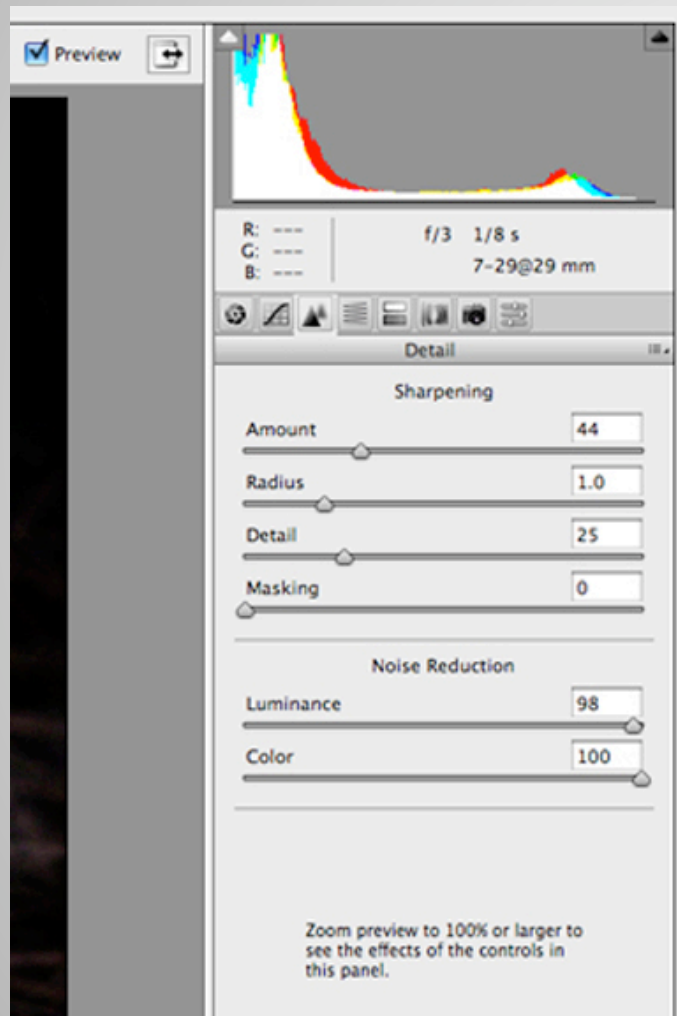 Preview
R: ---
G: ---
B: ---
f/3 1/8 s
7-29@29 mm
Detail
Sharpening
Amount 44
Radius 1.0
Detail 25
Masking 0
Noise Reduction
Luminance 98
Color 100
Zoom preview to 100% or larger to
see the effects of the controls in
this panel.